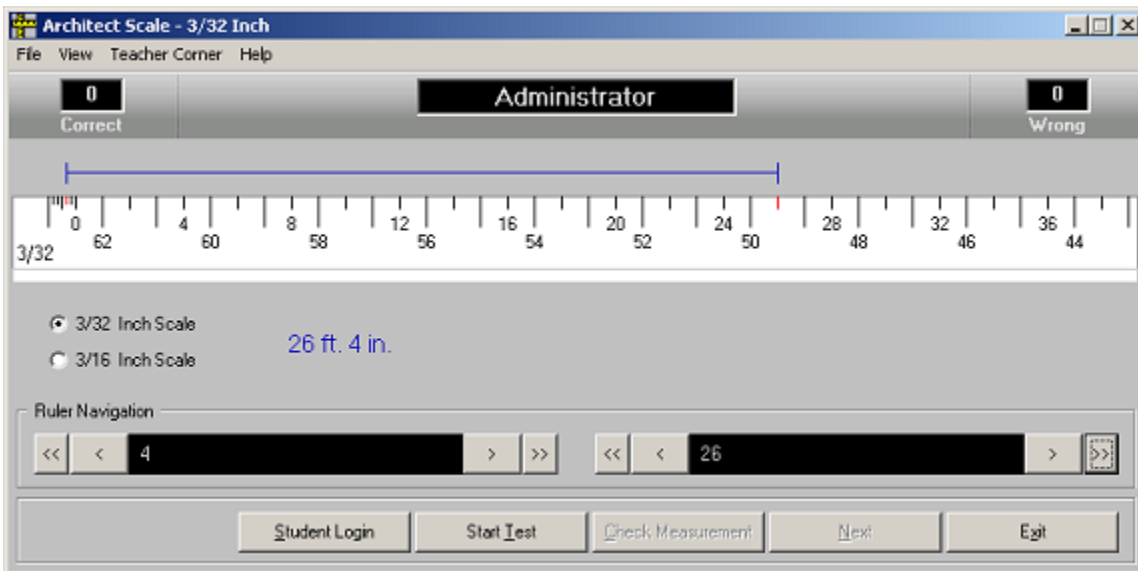 Architect Scale - 3/32 Inch
File View Teacher Corner Help
0 Administrator 0
Correct Wrong
0 4 8 12 16 20 24 28 32 36
62 60 58 56 54 52 50 48 46 44
3/32
3/32 Inch Scale
26 ft. 4 in.
3/16 Inch Scale
Ruler Navigation
<< < 4 > >> << < 26 > >>
Student Login Start Test Check Measurement Next Exit